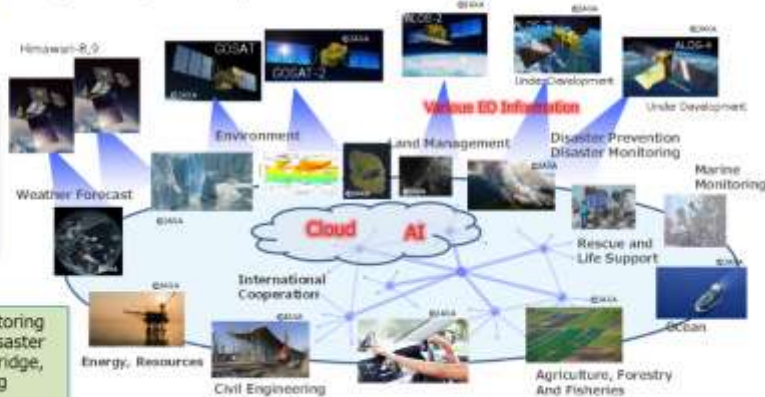 Himawari-8,9
GOSAT
GOSAT-2
ALOS-2
Under Development
ALOS-4
Under Development
Various EO Information
Environment
Land Management
Disaster Prevention
Disaster Monitoring
Marine
Monitoring
Weather Forecast
Cloud AI
Rescue and
Life Support
International
Cooperation
Ocean
Energy, Resources
Civil Engineering
Agriculture, Forestry
And Fisheries
©JAXA